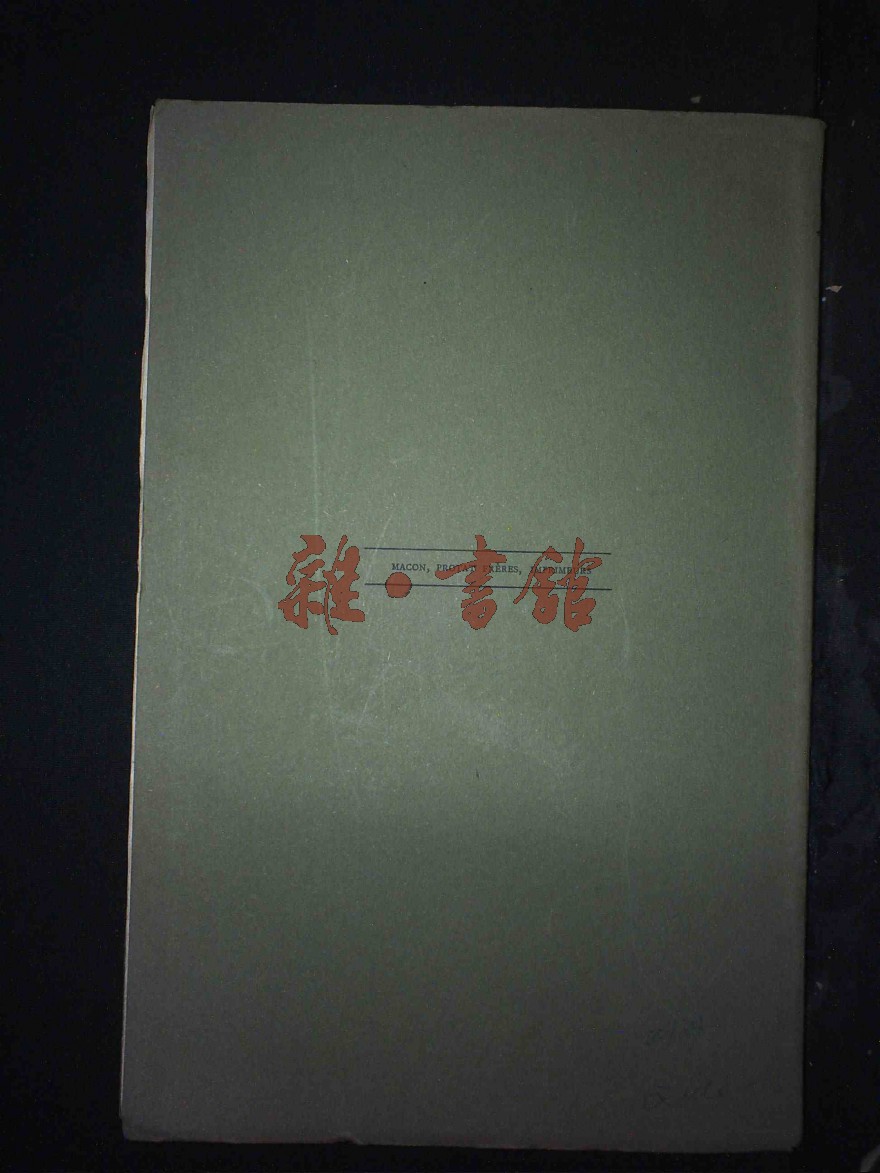 MACON, PROTAT FRÈRES, IMPRIMEURS
雜·書館